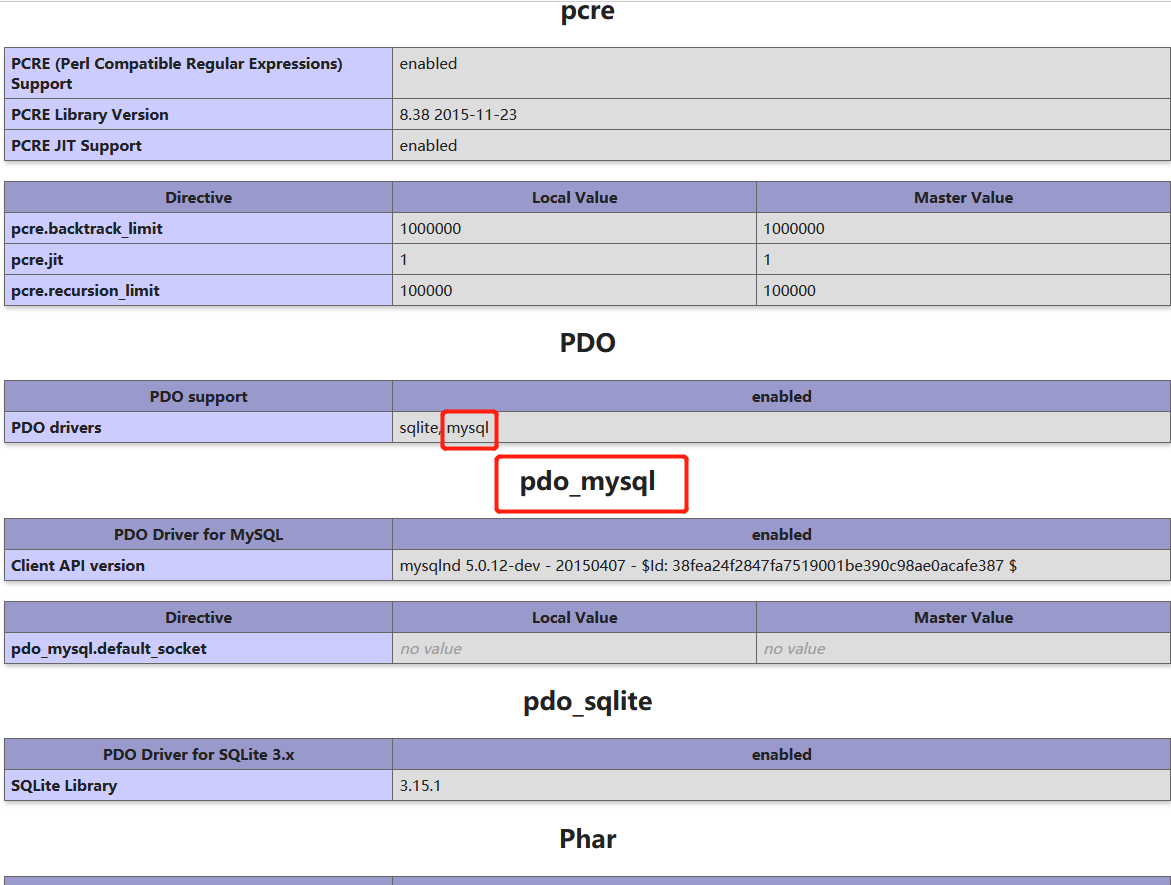 pcre
PCRE (Perl Compatible Regular Expressions) enabled
Support
PCRE Library Version 8.38 2015-11-23
PCRE JIT Support enabled
Directive Local Value Master Value
pcre.backtrack_limit 1000000 1000000
pcre.jit 1 1
pcre.recursion_limit 100000 100000
PDO
PDO support enabled
PDO drivers sqlite, mysql
pdo_mysql
PDO Driver for MySQL enabled
Client API version mysqlnd 5.0.12-dev - 20150407 - $Id: 38fea24f2847fa7519001be390c98ae0acafe387 $
Directive Local Value Master Value
pdo_mysql.default_socket no value no value
pdo_sqlite
PDO Driver for SQLite 3.x enabled
SQLite Library 3.15.1
Phar